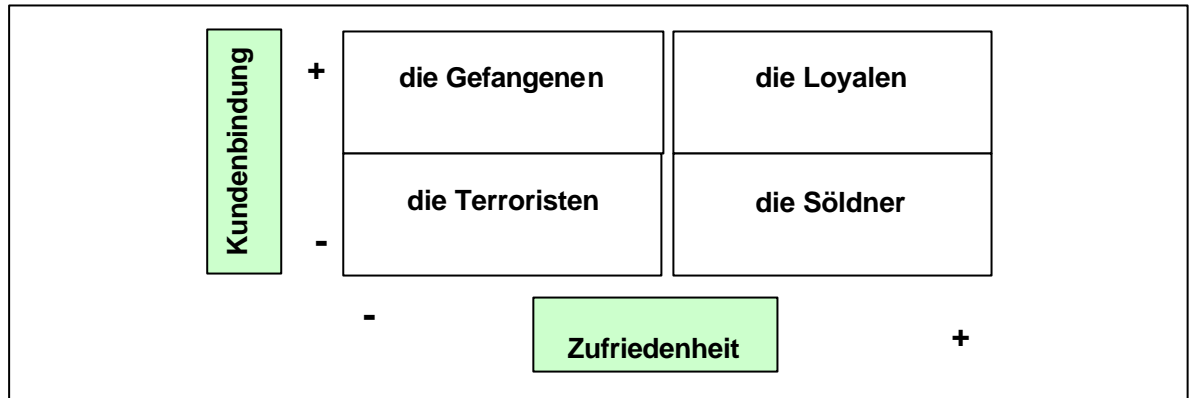 Kundenbindung
+
die Gefangenen
die Loyalen
die Terroristen
die Söldner
-
-
Zufriedenheit
+